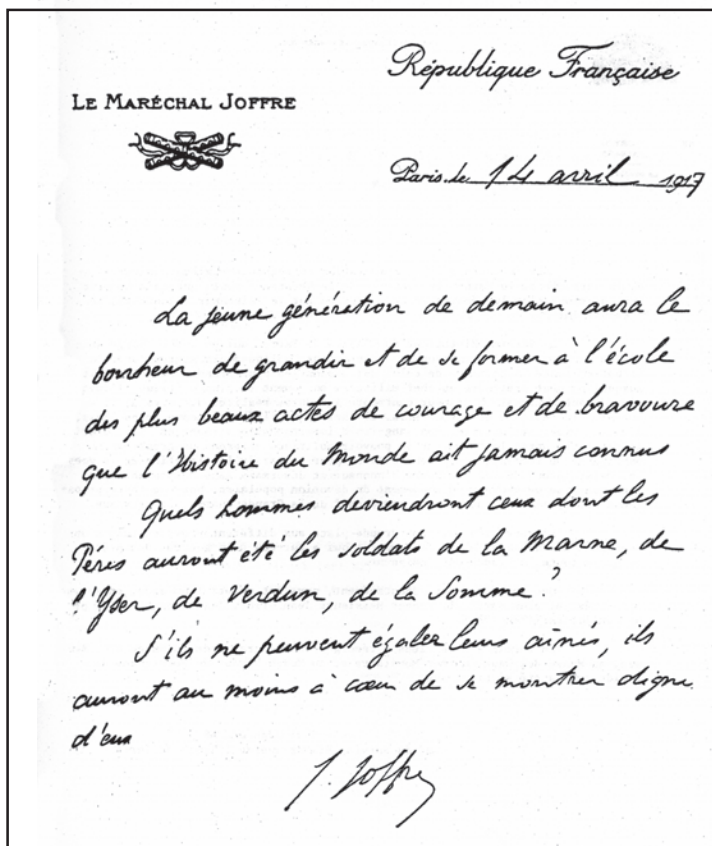 République Française
LE MARÉCHAL JOFFRE
Paris, le 14 avril 1917
La jeune génération de demain aura le
bonheur de grandir et de se former à l'école
des plus beaux actes de courage et de bravoure
que l'Histoire du Monde ait jamais connus
Quels hommes deviendront ceux dont les
Pères auront été les soldats de la Marne, de
l'Yser, de Verdun, de la Somme ?
S'ils ne peuvent égaler leurs aînés, ils
auront au moins à cœur de se montrer digne
d'eux
J. Joffre